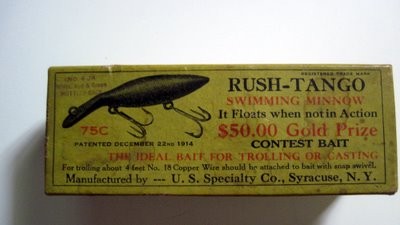 REGISTERED TRADE MARK
RUSH-TANGO
SWIMMING MINNOW
It Floats when not in Action
$50.00 Gold Prize
CONTEST BAIT
75C
PATENTED DECEMBER 22ND 1914
THE IDEAL BAIT FOR TROLLING OR CASTING
For trolling about 4 feet No. 18 Copper Wire should be attached to bait with snap swivel.
Manufactured by --- U. S. Specialty Co., Syracuse, N. Y.